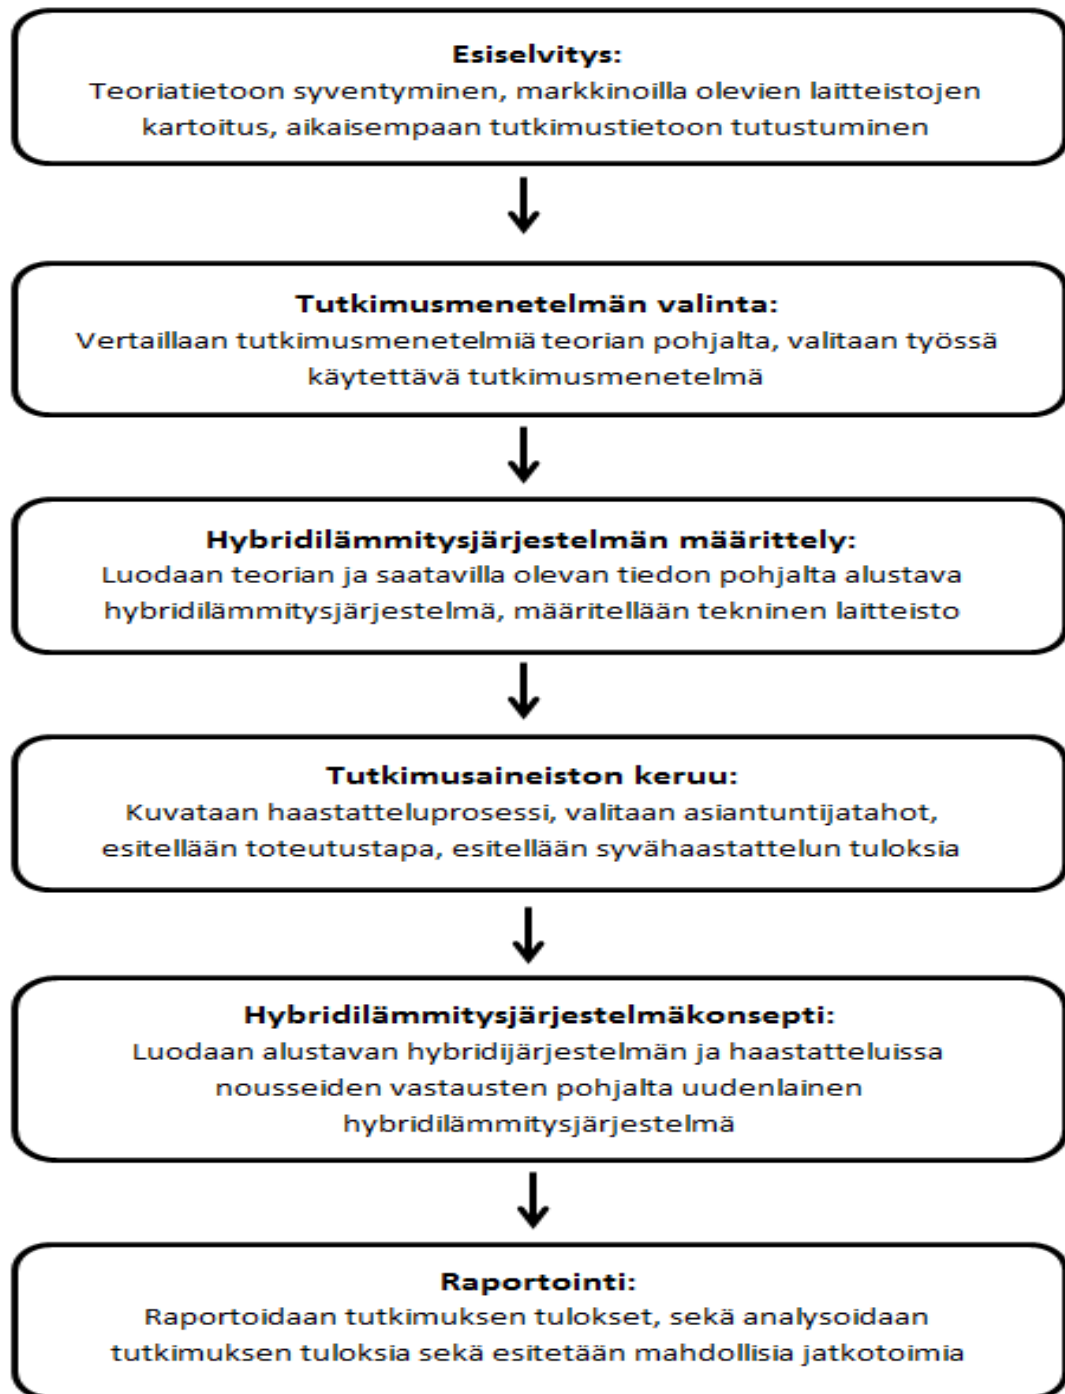 Esiselvitys:
Teoriatietoon syventyminen, markkinoilla olevien laitteistojen
kartoitus, aikaisempaan tutkimustietoon tutustuminen
Tutkimusmenetelmän valinta:
Vertaillaan tutkimusmenetelmiä teorian pohjalta, valitaan työssä
käytettävä tutkimusmenetelmä
Hybridilämmitysjärjestelmän määrittely:
Luodaan teorian ja saatavilla olevan tiedon pohjalta alustava
hybridilämmitysjärjestelmä, määritellään tekninen laitteisto
Tutkimusaineiston keruu:
Kuvataan haastatteluprosessi, valitaan asiantuntijatahot,
esitellään toteutustapa, esitellään syvähaastattelun tuloksia
Hybridilämmitysjärjestelmäkonsepti:
Luodaan alustavan hybridijärjestelmän ja haastatteluissa
nousseiden vastausten pohjalta uudenlainen
hybridilämmitysjärjestelmä
Raportointi:
Raportoidaan tutkimuksen tulokset, sekä analysoidaan
tutkimuksen tuloksia sekä esitetään mahdollisia jatkotoimia